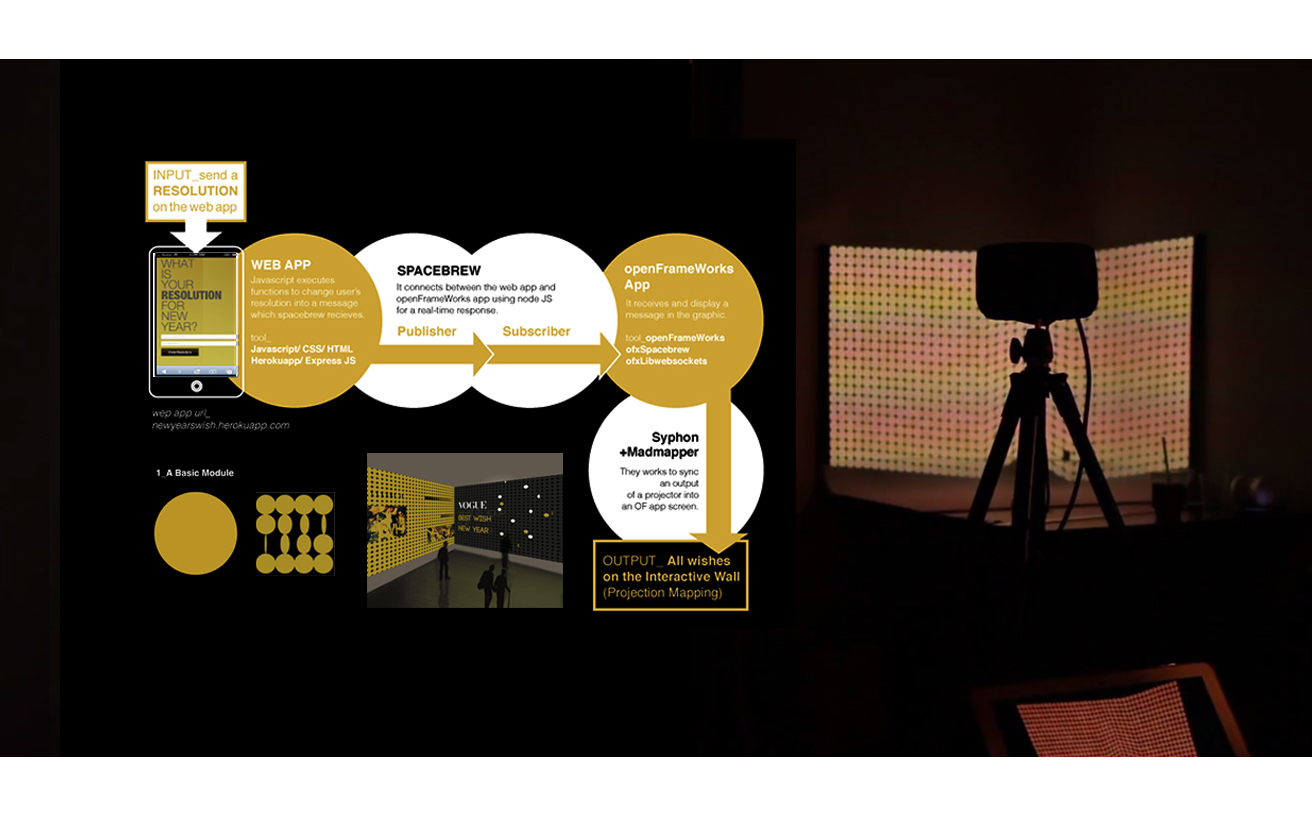 INPUT_send a
RESOLUTION
on the web app
WHAT
IS
YOUR
RESOLUTION
FOR
NEW
YEAR?
WEB APP
Javascript executes
functions to change user's
resolution into a message
which spacebrew recieves.
tool_
Javascript/ CSS/ HTML
Herokuapp/ Express JS
SPACEBREW
It connects between the web app and
openFrameWorks app using node JS
for a real-time response.
Publisher
Subscriber
openFrameWorks
App
It receives and display a
message in the graphic.
tool_openFrameWorks
ofxSpacebrew
ofxLibwebsockets
wep app url_
newyearswish.herokuapp.com
Syphon
+Madmapper
They works to sync
an output
of a projector into
an OF app screen.
1_A Basic Module
VOGUE
BEST WISH
NEW YEAR
OUTPUT_ All wishes
on the Interactive Wall
(Projection Mapping)